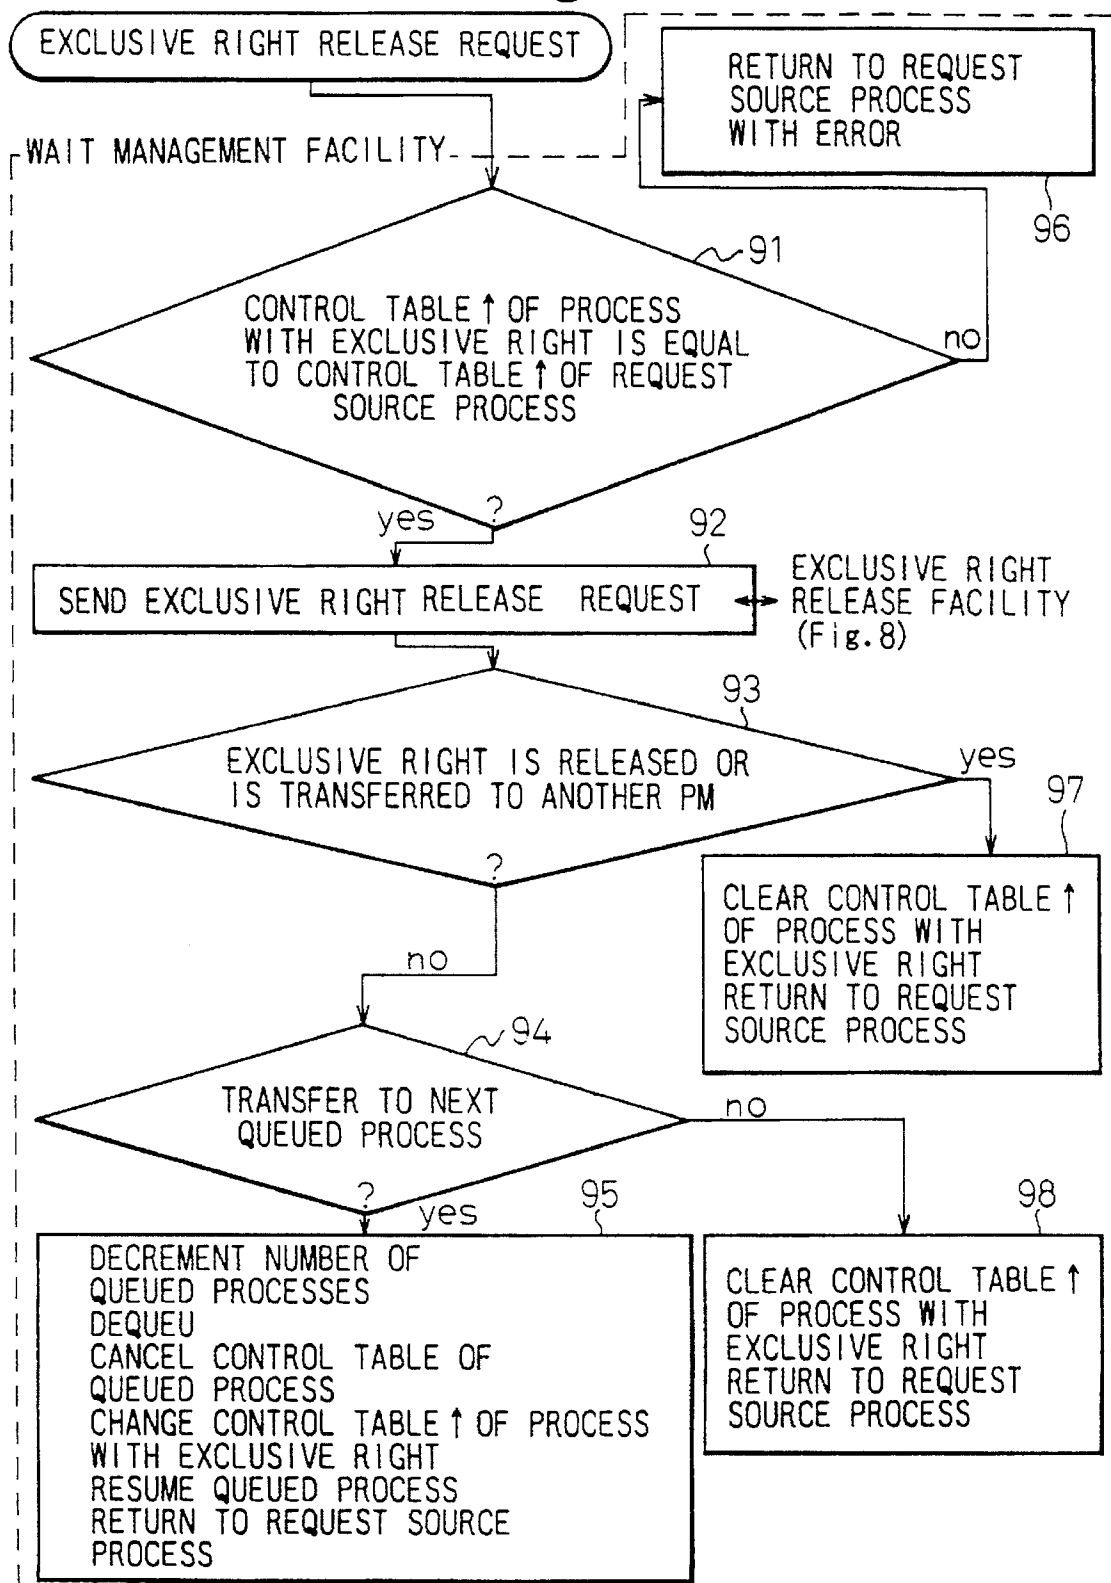 EXCLUSIVE RIGHT RELEASE REQUEST
RETURN TO REQUEST
SOURCE PROCESS
WITH ERROR
96
WAIT MANAGEMENT FACILITY
91
CONTROL TABLE↑ OF PROCESS
WITH EXCLUSIVE RIGHT IS EQUAL
TO CONTROL TABLE↑ OF REQUEST
SOURCE PROCESS
?
no
yes
92
SEND EXCLUSIVE RIGHT RELEASE REQUEST
EXCLUSIVE RIGHT
RELEASE FACILITY
(Fig.8)
93
EXCLUSIVE RIGHT IS RELEASED OR
IS TRANSFERRED TO ANOTHER PM
?
yes
97
CLEAR CONTROL TABLE↑
OF PROCESS WITH
EXCLUSIVE RIGHT
RETURN TO REQUEST
SOURCE PROCESS
no
94
TRANSFER TO NEXT
QUEUED PROCESS
?
no
yes
95
DECREMENT NUMBER OF
QUEUED PROCESSES
DEQUEU
CANCEL CONTROL TABLE OF
QUEUED PROCESS
CHANGE CONTROL TABLE↑ OF PROCESS
WITH EXCLUSIVE RIGHT
RESUME QUEUED PROCESS
RETURN TO REQUEST SOURCE
PROCESS
98
CLEAR CONTROL TABLE↑
OF PROCESS WITH
EXCLUSIVE RIGHT
RETURN TO REQUEST
SOURCE PROCESS